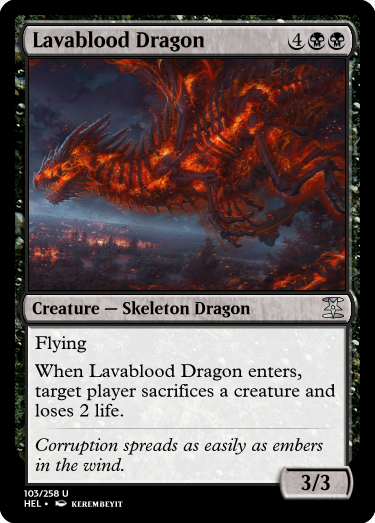 Lavablood Dragon 4
Creature — Skeleton Dragon
Flying
When Lavablood Dragon enters,
target player sacrifices a creature and
loses 2 life.
Corruption spreads as easily as embers
in the wind.
3/3
103/258 U
HEL • KEREMBEYIT